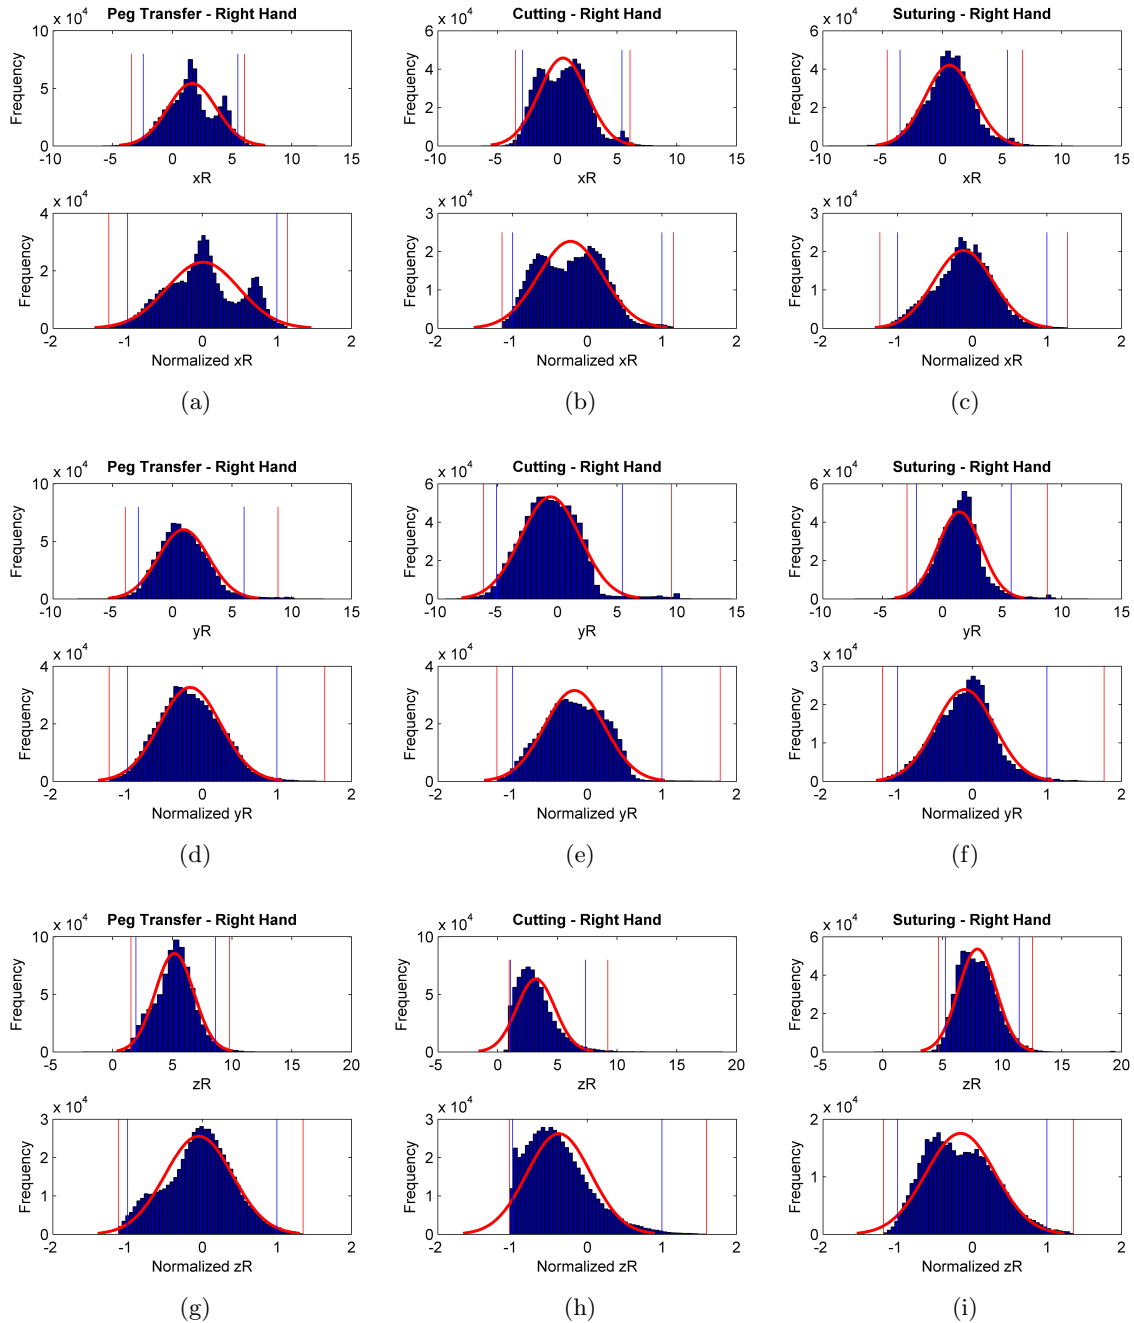 Peg Transfer - Right Hand
x 10^4
10
5
0
Frequency
-10 -5 0 5 10 15
xR
x 10^4
4
2
0
Frequency
-2 -1 0 1 2
Normalized xR
(a)
Cutting - Right Hand
x 10^4
6
4
2
0
Frequency
-10 -5 0 5 10 15
xR
x 10^4
3
2
1
0
Frequency
-2 -1 0 1 2
Normalized xR
(b)
Suturing - Right Hand
x 10^4
6
4
2
0
Frequency
-10 -5 0 5 10 15
xR
x 10^4
3
2
1
0
Frequency
-2 -1 0 1 2
Normalized xR
(c)
Peg Transfer - Right Hand
x 10^4
10
5
0
Frequency
-10 -5 0 5 10 15
yR
x 10^4
4
2
0
Frequency
-2 -1 0 1 2
Normalized yR
(d)
Cutting - Right Hand
x 10^4
6
4
2
0
Frequency
-10 -5 0 5 10 15
yR
x 10^4
4
2
0
Frequency
-2 -1 0 1 2
Normalized yR
(e)
Suturing - Right Hand
x 10^4
6
4
2
0
Frequency
-10 -5 0 5 10 15
yR
x 10^4
3
2
1
0
Frequency
-2 -1 0 1 2
Normalized yR
(f)
Peg Transfer - Right Hand
x 10^4
10
5
0
Frequency
-5 0 5 10 15 20
zR
x 10^4
3
2
1
0
Frequency
-2 -1 0 1 2
Normalized zR
(g)
Cutting - Right Hand
x 10^4
10
5
0
Frequency
-5 0 5 10 15 20
zR
x 10^4
3
2
1
0
Frequency
-2 -1 0 1 2
Normalized zR
(h)
Suturing - Right Hand
x 10^4
6
4
2
0
Frequency
-5 0 5 10 15 20
zR
x 10^4
2
1
0
Frequency
-2 -1 0 1 2
Normalized zR
(i)